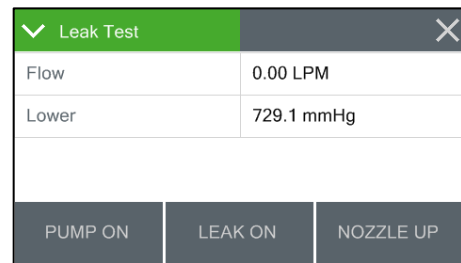 Leak Test
Flow 0.00 LPM
Lower 729.1 mmHg
PUMP ON LEAK ON NOZZLE UP